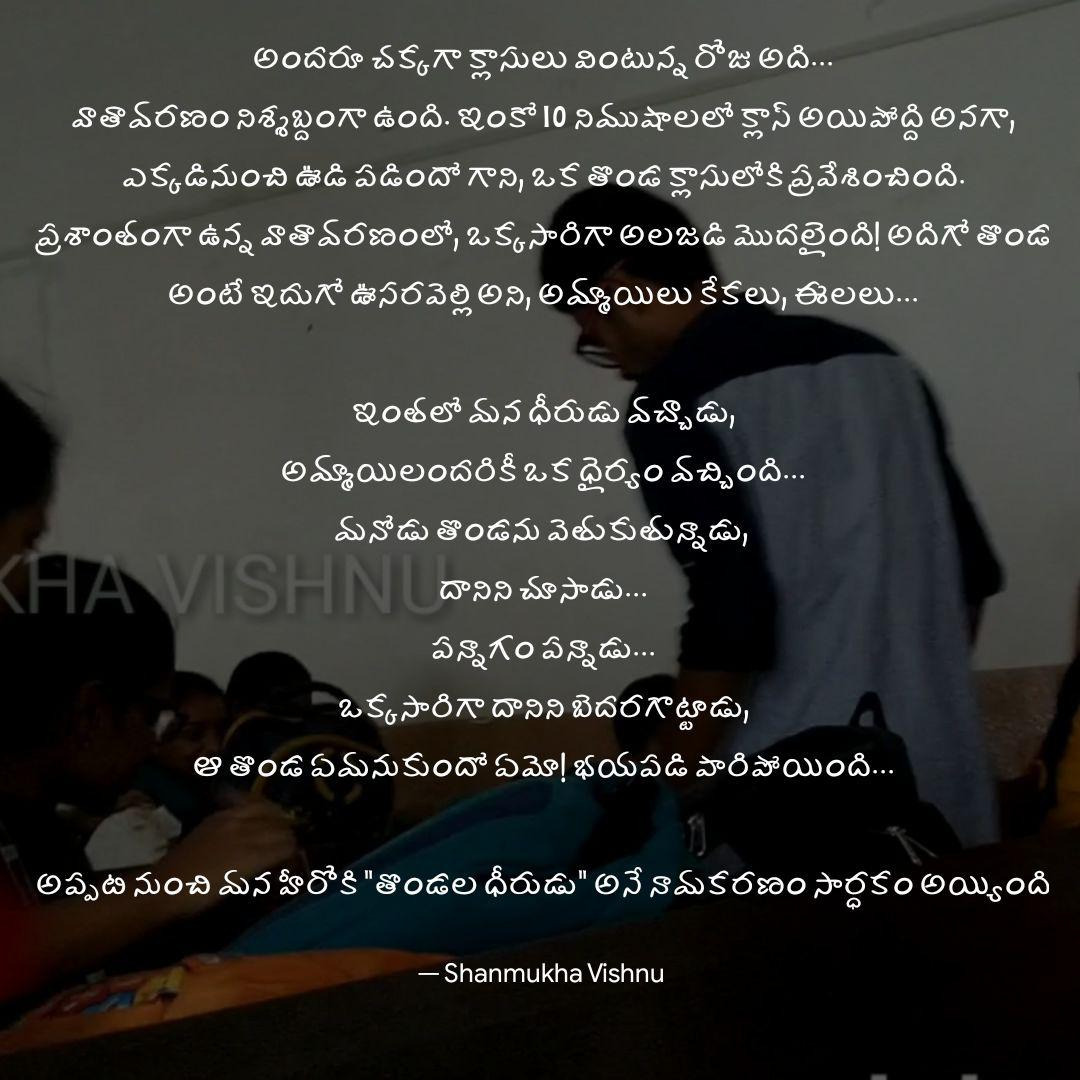 అందరూ చక్కగా క్లాసులు వింటున్న రోజు అది...
వాతావరణం నిశ్శబ్దంగా ఉంది. ఇంకో 10 నిముషాలలో క్లాస్ అయిపోద్ది అనగా,
ఎక్కడినుంచి ఊడి పడిందో గాని, ఒక తొండ క్లాసులోకి ప్రవేశించింది.
ప్రశాంతంగా ఉన్న వాతావరణంలో, ఒక్కసారిగా అలజడి మొదలైంది! అదిగో తొండ
అంటే ఇదుగో ఊసరవెల్లి అని, అమ్మాయిలు కేకలు, ఈలలు...
ఇంతలో మన ధీరుడు వచ్చాడు,
అమ్మాయిలందరికీ ఒక ధైర్యం వచ్చింది...
మనోడు తొండను వెతుకుతున్నాడు,
KHA VISHNU
దానిని చూసాడు...
పన్నాగం పన్నాడు...
ఒక్కసారిగా దానిని బెదరగొట్టాడు,
ఆ తొండ ఏమనుకుందో ఏమో! భయపడి పారిపోయింది...
అప్పట నుంచి మన హీరోకి "తొండల ధీరుడు" అనే నామకరణం సార్ధకం అయ్యింది
— Shanmukha Vishnu